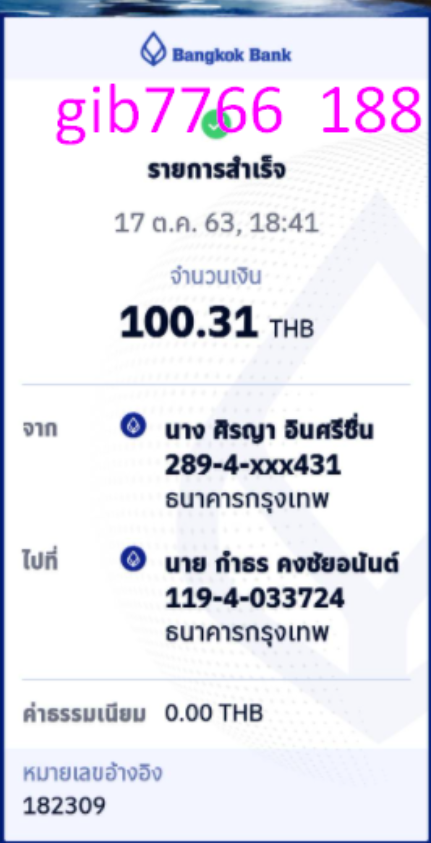 Bangkok Bank
gib7766 188
รายการสำเร็จ
17 ต.ค. 63, 18:41
จำนวนเงิน
100.31 THB
จาก
นาง ศิรญา อินศรีชื่น
289-4-xxx431
ธนาคารกรุงเทพ
ไปที่
นาย กำธร คงชัยอนันต์
119-4-033724
ธนาคารกรุงเทพ
ค่าธรรมเนียม 0.00 THB
หมายเลขอ้างอิง
182309